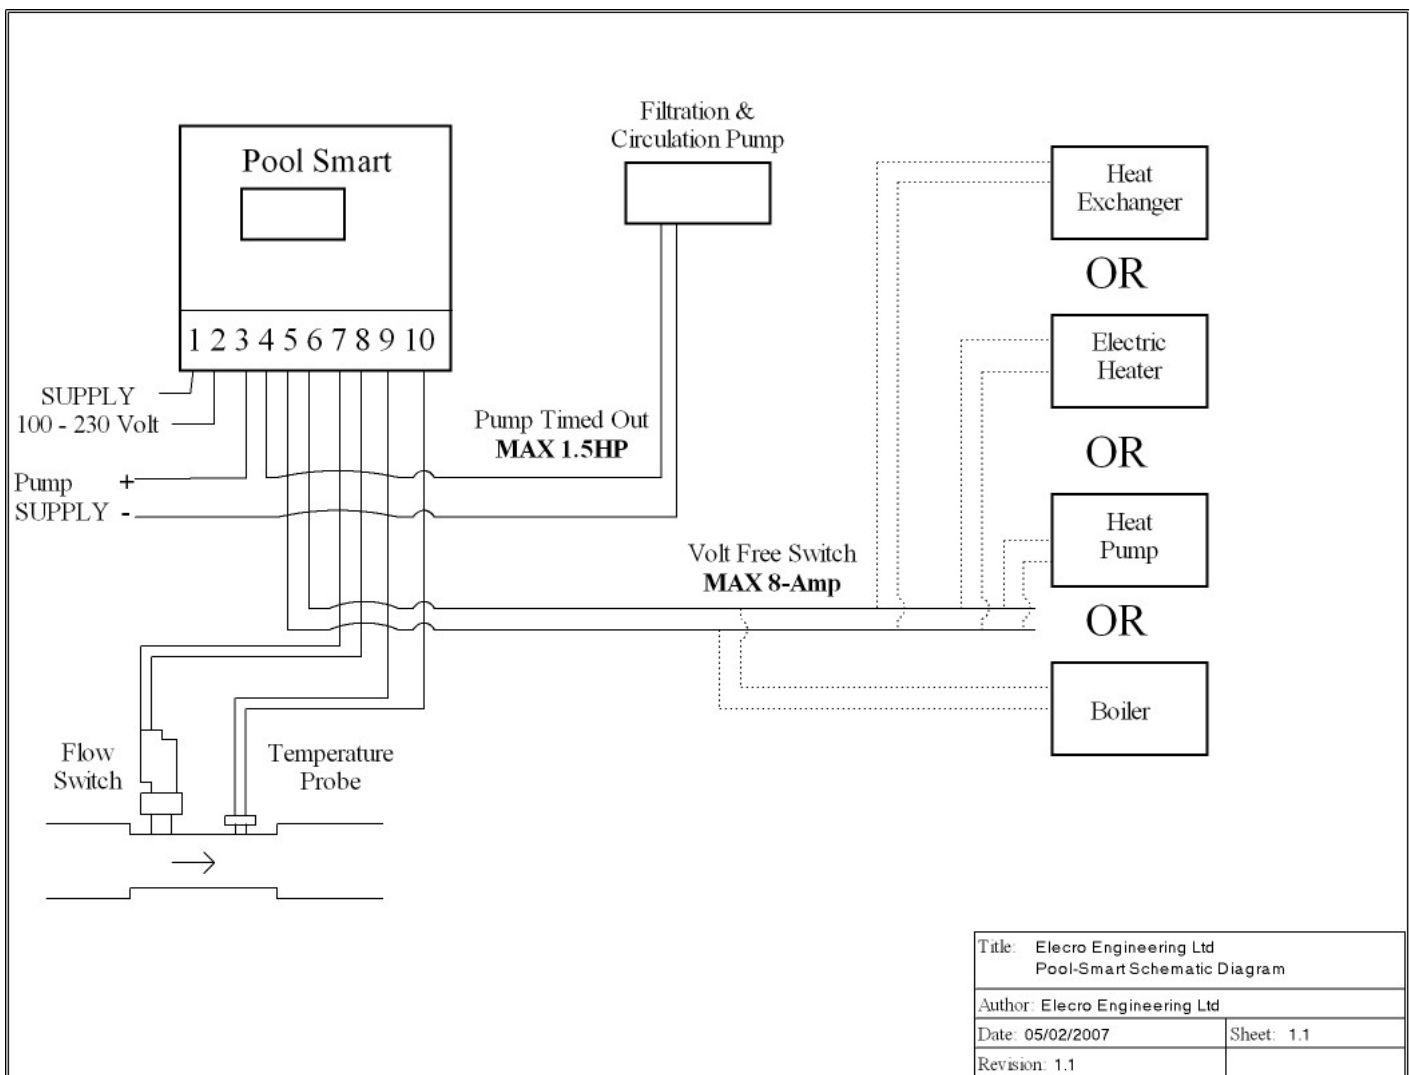 Pool Smart
1 2 3 4 5 6 7 8 9 10
SUPPLY
100 - 230 Volt
Pump +
SUPPLY -
Filtration &
Circulation Pump
Pump Timed Out
MAX 1.5HP
Volt Free Switch
MAX 8-Amp
Heat
Exchanger
OR
Electric
Heater
OR
Heat
Pump
OR
Boiler
Flow
Switch
Temperature
Probe
Title: Elecro Engineering Ltd
Pool-Smart Schematic Diagram
Author: Elecro Engineering Ltd
Date: 05/02/2007 Sheet: 1.1
Revision: 1.1